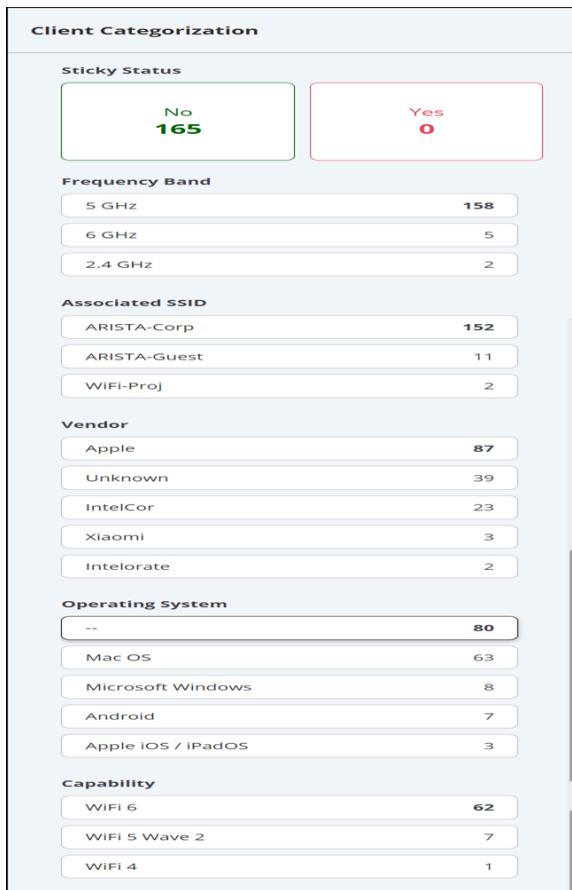 Client Categorization
Sticky Status
No Yes
165 0
Frequency Band
5 GHz 158
6 GHz 5
2.4 GHz 2
Associated SSID
ARISTA-Corp 152
ARISTA-Guest 11
WiFi-Proj 2
Vendor
Apple 87
Unknown 39
IntelCor 23
Xiaomi 3
Intelorate 2
Operating System
-- 80
Mac OS 63
Microsoft Windows 8
Android 7
Apple iOS / iPadOS 3
Capability
WiFi 6 62
WiFi 5 Wave 2 7
WiFi 4 1